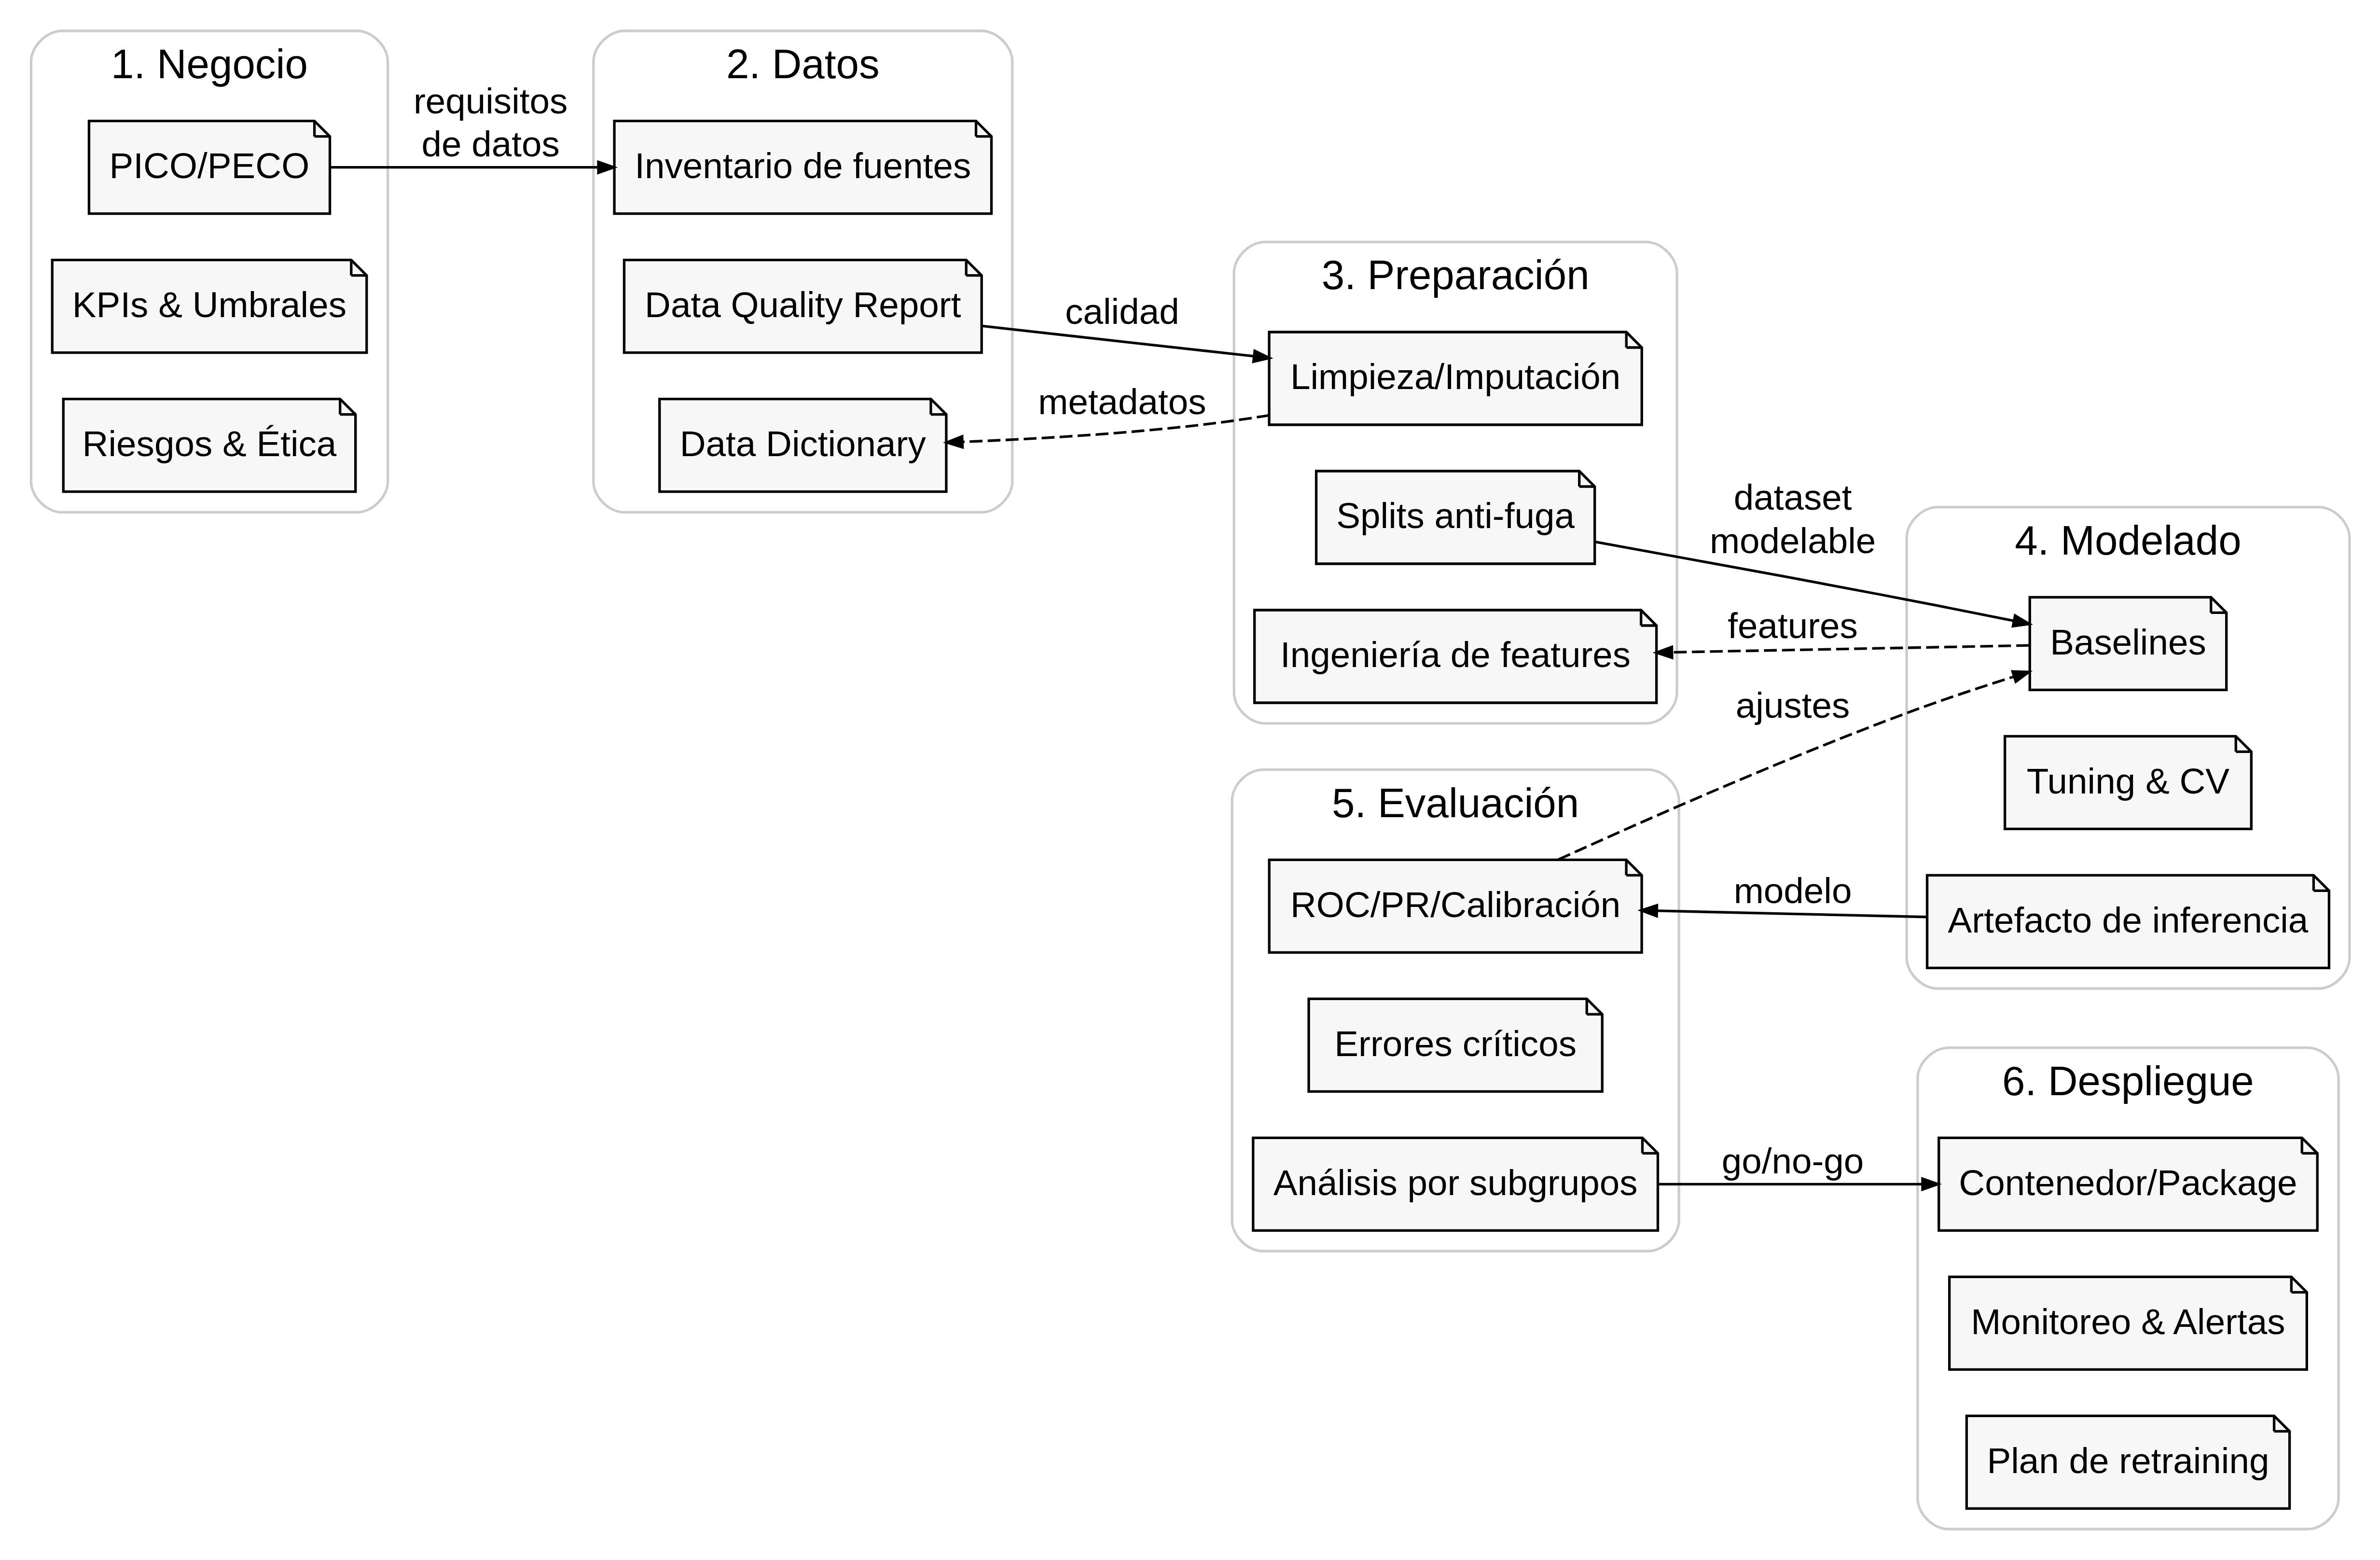 1. Negocio
PICO/PECO
KPIs & Umbrales
Riesgos & Ética
requisitos
de datos
2. Datos
Inventario de fuentes
Data Quality Report
Data Dictionary
calidad
metadatos
3. Preparación
Limpieza/Imputación
Splits anti-fuga
Ingeniería de features
dataset
modelable
features
ajustes
4. Modelado
Baselines
Tuning & CV
Artefacto de inferencia
modelo
5. Evaluación
ROC/PR/Calibración
Errores críticos
Análisis por subgrupos
go/no-go
6. Despliegue
Contenedor/Package
Monitoreo & Alertas
Plan de retraining